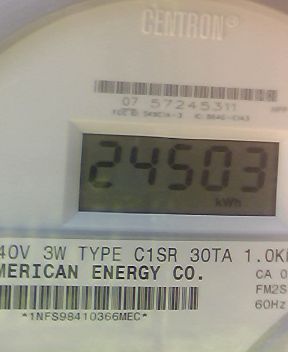 CENTRON®
07 57245311
24503
kWh
40V 3W TYPE C1SR 30TA 1.0K
MERICAN ENERGY CO.
CA 0
FM2S
60Hz
*1NFS98410366MEC*